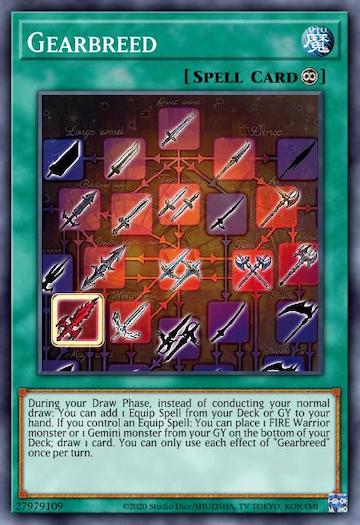 GEARBREED
魔
[SPELL CARD]
Great sword
Large sword
Lance
During your Draw Phase, instead of conducting your normal
draw: You can add 1 Equip Spell from your Deck or GY to your
hand. If you control an Equip Spell: You can place 1 FIRE Warrior
monster or 1 Gemini monster from your GY on the bottom of your
Deck; draw 1 card. You can only use each effect of "Gearbreed"
once per turn.
27979109
©2020 Studio Dice/SHUEISHA, TV TOKYO, KONAMI